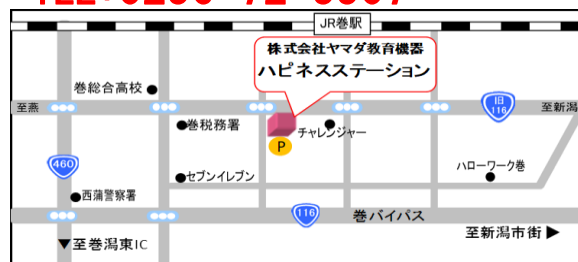 JR巻駅
株式会社ヤマダ教育機器
ハピネスステーション
巻総合高校
至燕
旧
116
至新潟
巻税務署
チャレンジャー
P
460
セブンイレブン
ハローワーク巻
西蒲警察署
116
巻バイパス
至新潟市街▶
▼至巻潟東IC